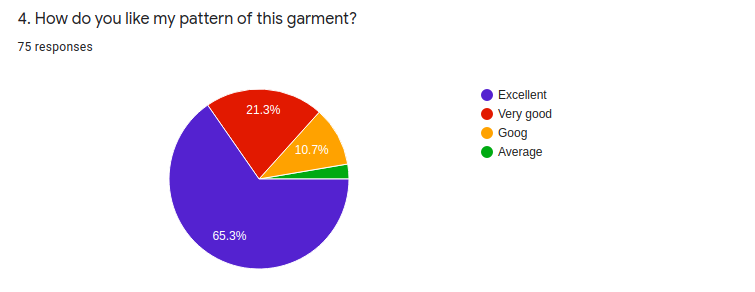 4. How do you like my pattern of this garment?
75 responses
21.3%
10.7%
65.3%
Excellent
Very good
Goog
Average